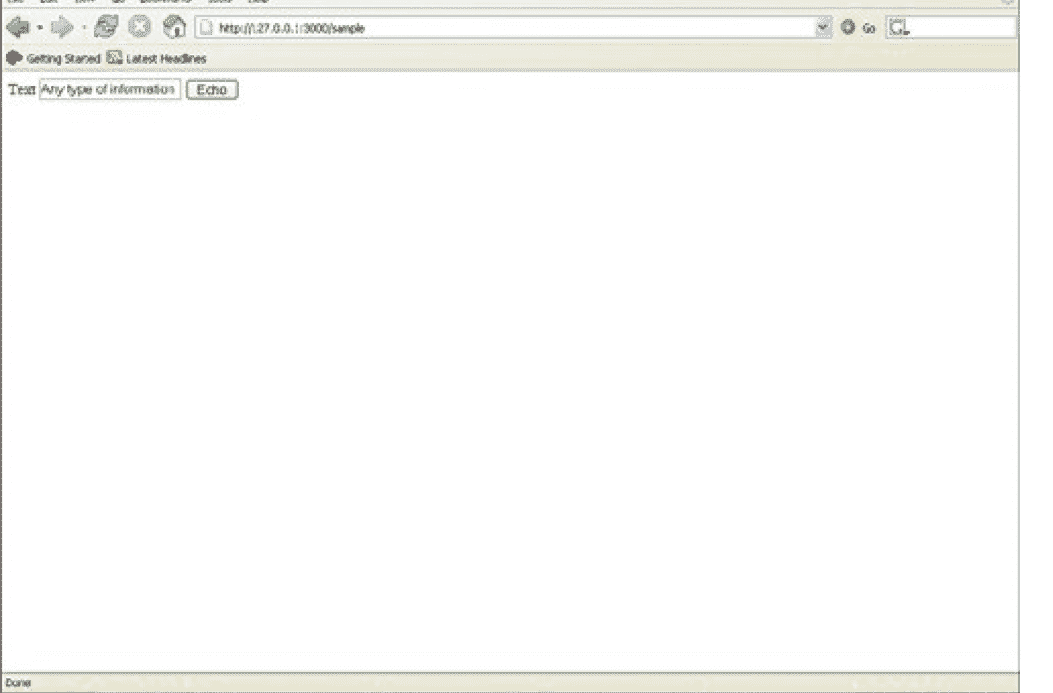 http://127.0.0.1:3000/sample Go
Getting Started Latest Headlines
Text Any type of information Echo
Done